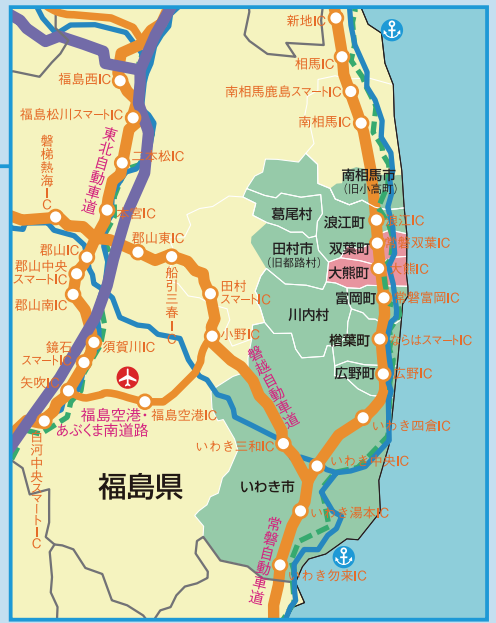 新地IC
相馬IC
南相馬鹿島スマートIC
南相馬IC
福島西IC
福島松川スマートIC
東北自動車道
二本松IC
磐梯熱海IC
本宮IC
南相馬市
(旧小高町)
葛尾村
浪江町
浪江IC
郡山東IC
郡山IC
郡山中央
スマートIC
郡山南IC
船引三春IC
田村
スマートIC
田村市
(旧都路村)
双葉町
常磐双葉IC
大熊町
大熊IC
富岡町
常磐富岡IC
川内村
小野IC
鏡石
スマートIC
須賀川IC
磐越自動車道
楢葉町
ならはスマートIC
広野町
広野IC
矢吹IC
福島空港・
あぶくま南道路
福島空港IC
白河中央スマートIC
いわき四倉IC
いわき三和IC
いわき中央IC
福島県
いわき市
いわき湯本IC
常磐自動車道
いわき勿来IC